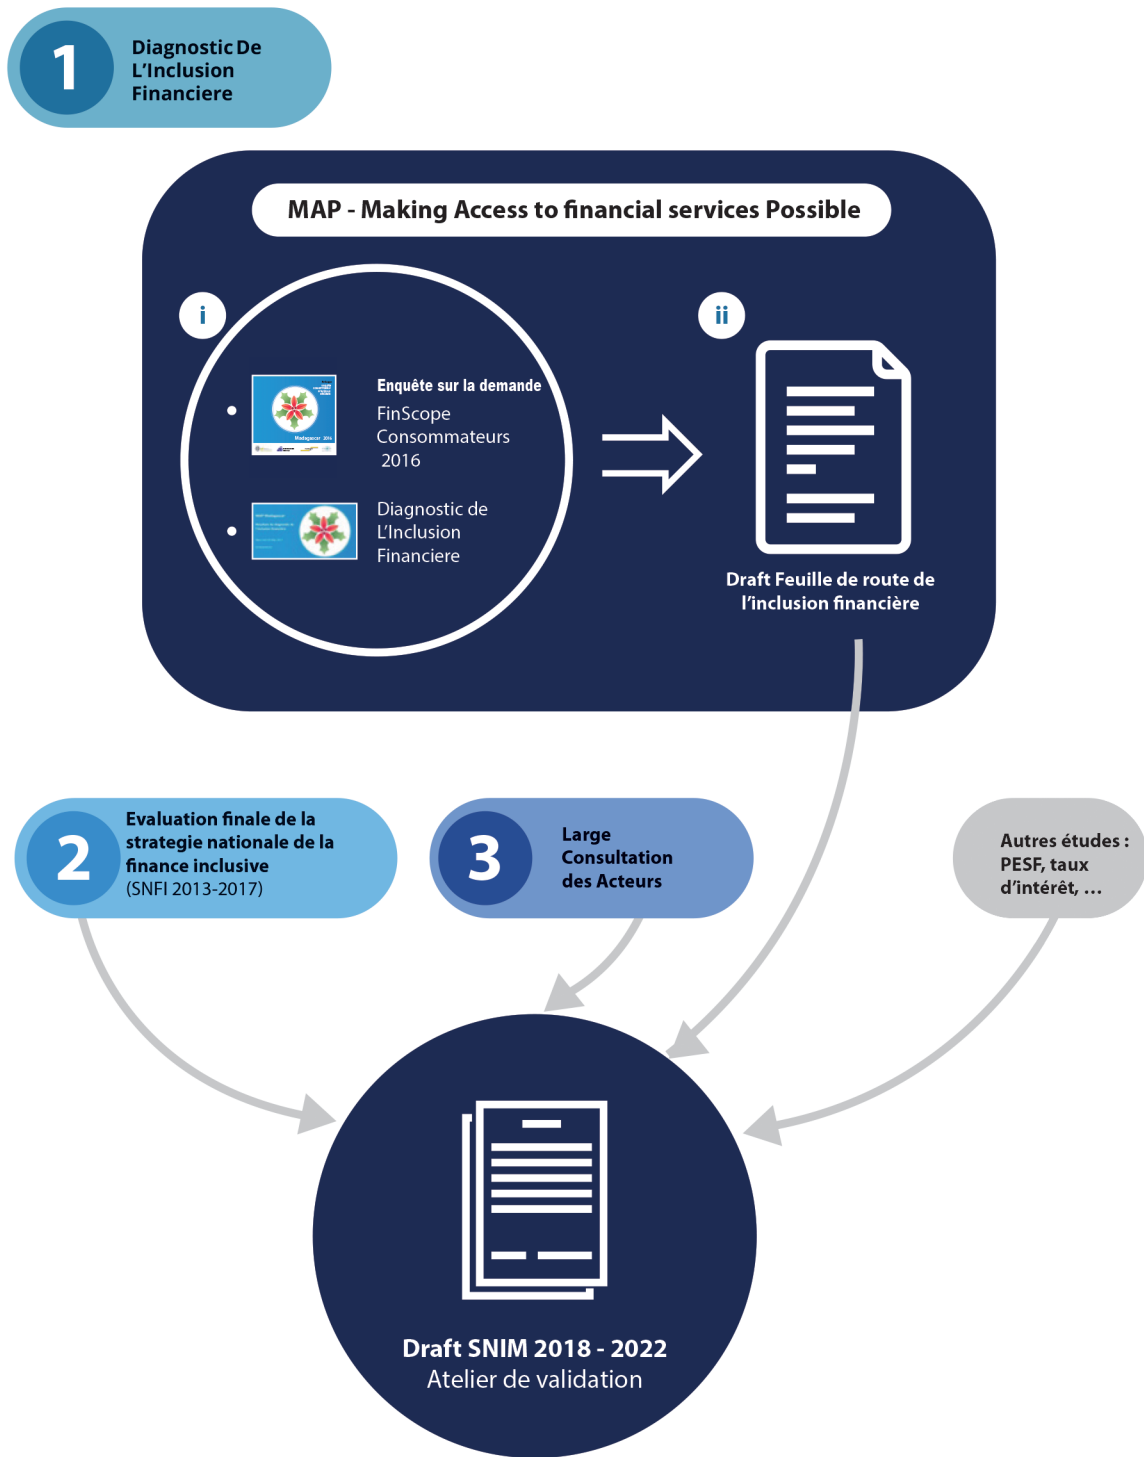 1
Diagnostic De
L’Inclusion
Financiere
MAP - Making Access to financial services Possible
i
Madagascar 2016
Enquête sur la demande
FinScope
Consommateurs
2016
Diagnostic de
L’Inclusion
Financiere
ii
Draft Feuille de route de
l’inclusion financière
2
Evaluation finale de la
strategie nationale de la
finance inclusive
(SNFI 2013-2017)
3
Large
Consultation
des Acteurs
Autres études :
PESF, taux
d’intérêt, ...
Draft SNIM 2018 - 2022
Atelier de validation